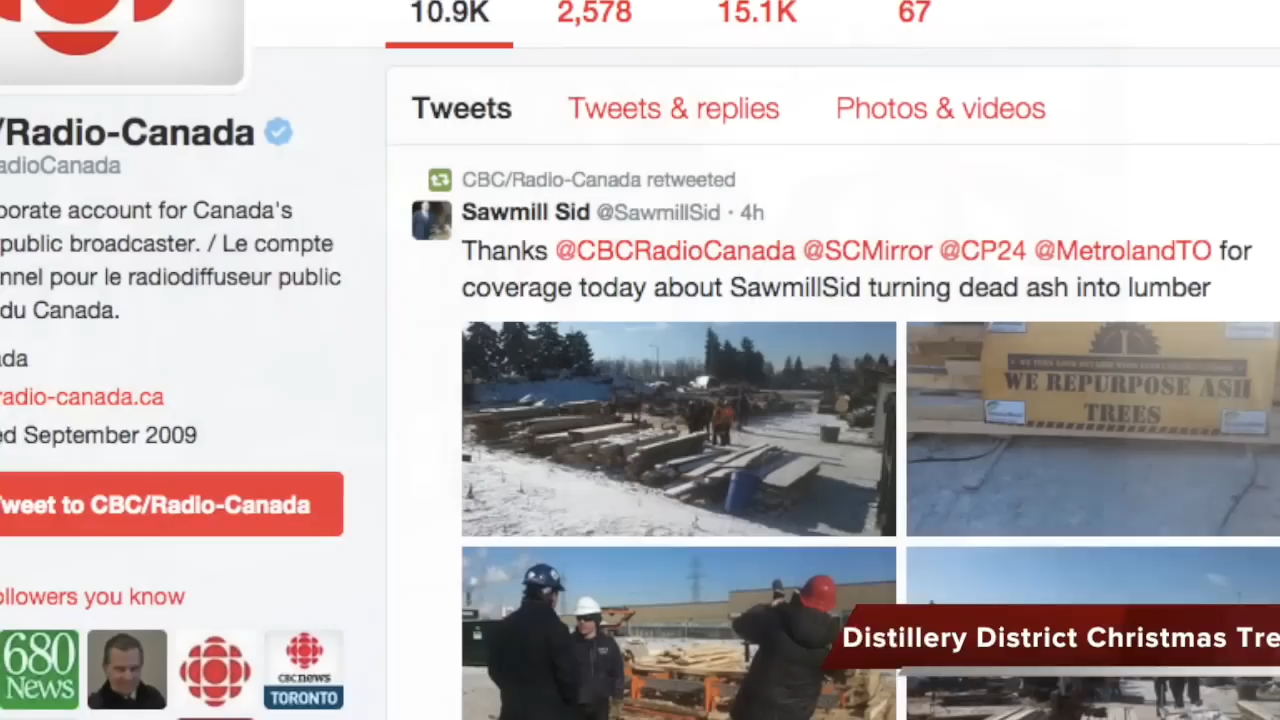 10.9K 2,578 15.1K 67
/Radio-Canada
adioCanada
porate account for Canada's
public broadcaster. / Le compte
nnel pour le radiodiffuseur public
du Canada.
ada
radio-canada.ca
ed September 2009
Tweet to CBC/Radio-Canada
ollowers you know
680
News
CBCNEWS
TORONTO
Tweets Tweets & replies Photos & videos
CBC/Radio-Canada retweeted
Sawmill Sid @SawmillSid · 4h
Thanks @CBCRadioCanada @SCMirror @CP24 @MetrolandTO for
coverage today about SawmillSid turning dead ash into lumber
WE REPURPOSE ASH
TREES
Distillery District Christmas Tre